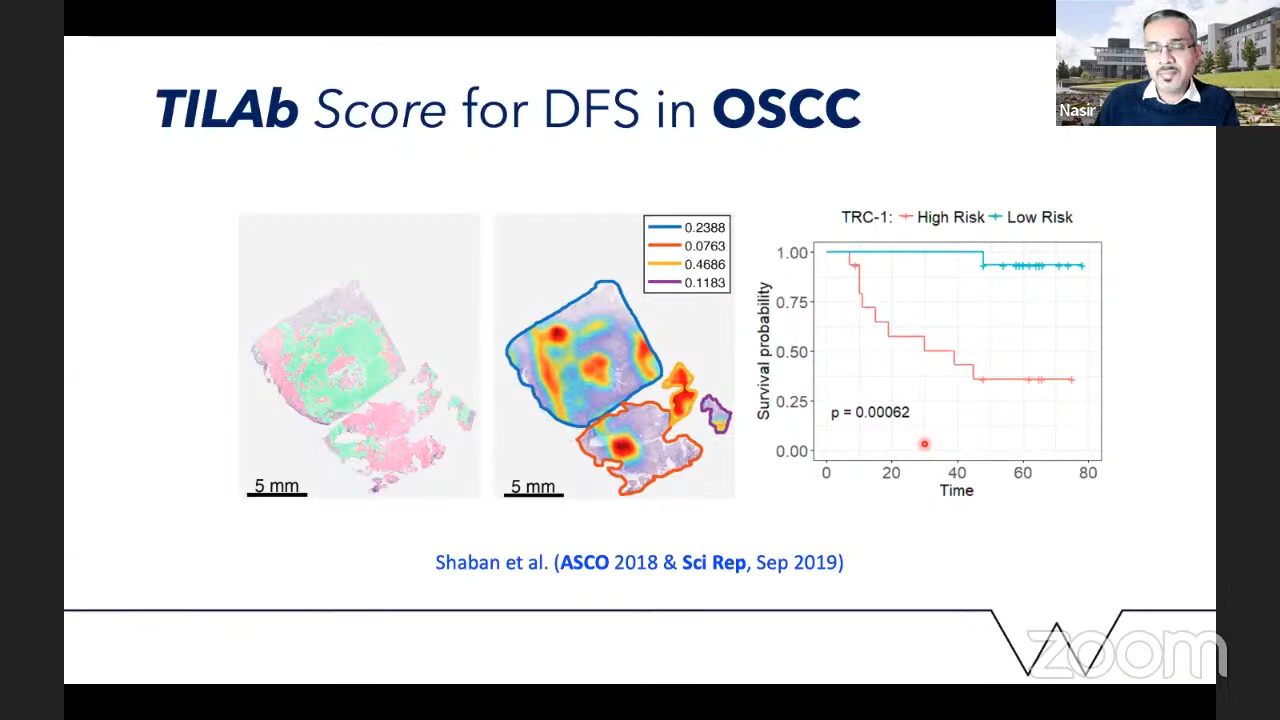 TILAb Score for DFS in OSCC
Nasir
0.2388
0.0763
0.4686
0.1183
5 mm
5 mm
TRC-1: High Risk Low Risk
1.00
0.75
0.50
0.25
0.00
Survival probability
p = 0.00062
0 20 40 60 80
Time
Shaban et al. (ASCO 2018 & Sci Rep, Sep 2019)
zoom